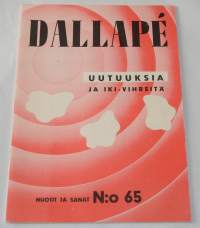 DALLAPÉ
UUTUUKSIA
JA IKI-VIHREITÄ
NUOTIT JA SANAT N:o 65